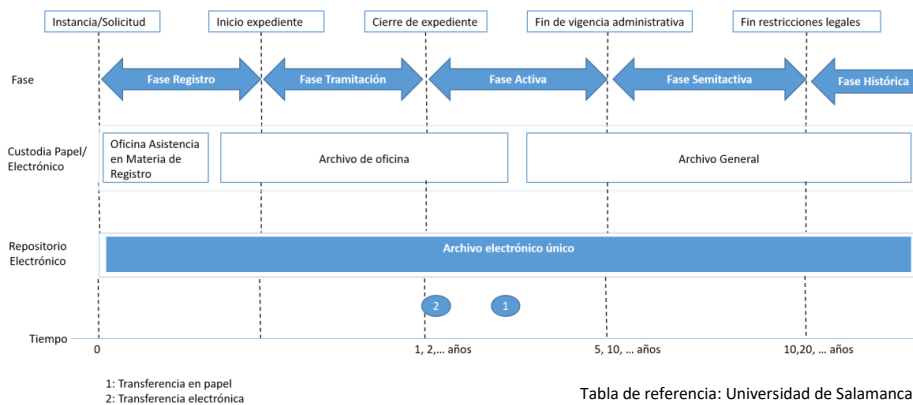 Instancia/Solicitud
Inicio expediente
Cierre de expediente
Fin de vigencia administrativa
Fin restricciones legales
Fase
Fase Registro
Fase Tramitación
Fase Activa
Fase Semitactiva
Fase Histórica
Custodia Papel/
Electrónico
Oficina Asistencia
en Materia de
Registro
Archivo de oficina
Archivo General
Repositorio
Electrónico
Archivo electrónico único
2
1
Tiempo
0
1, 2,... años
5, 10, ... años
10,20, ... años
1: Transferencia en papel
2: Transferencia electrónica
Tabla de referencia: Universidad de Salamanca